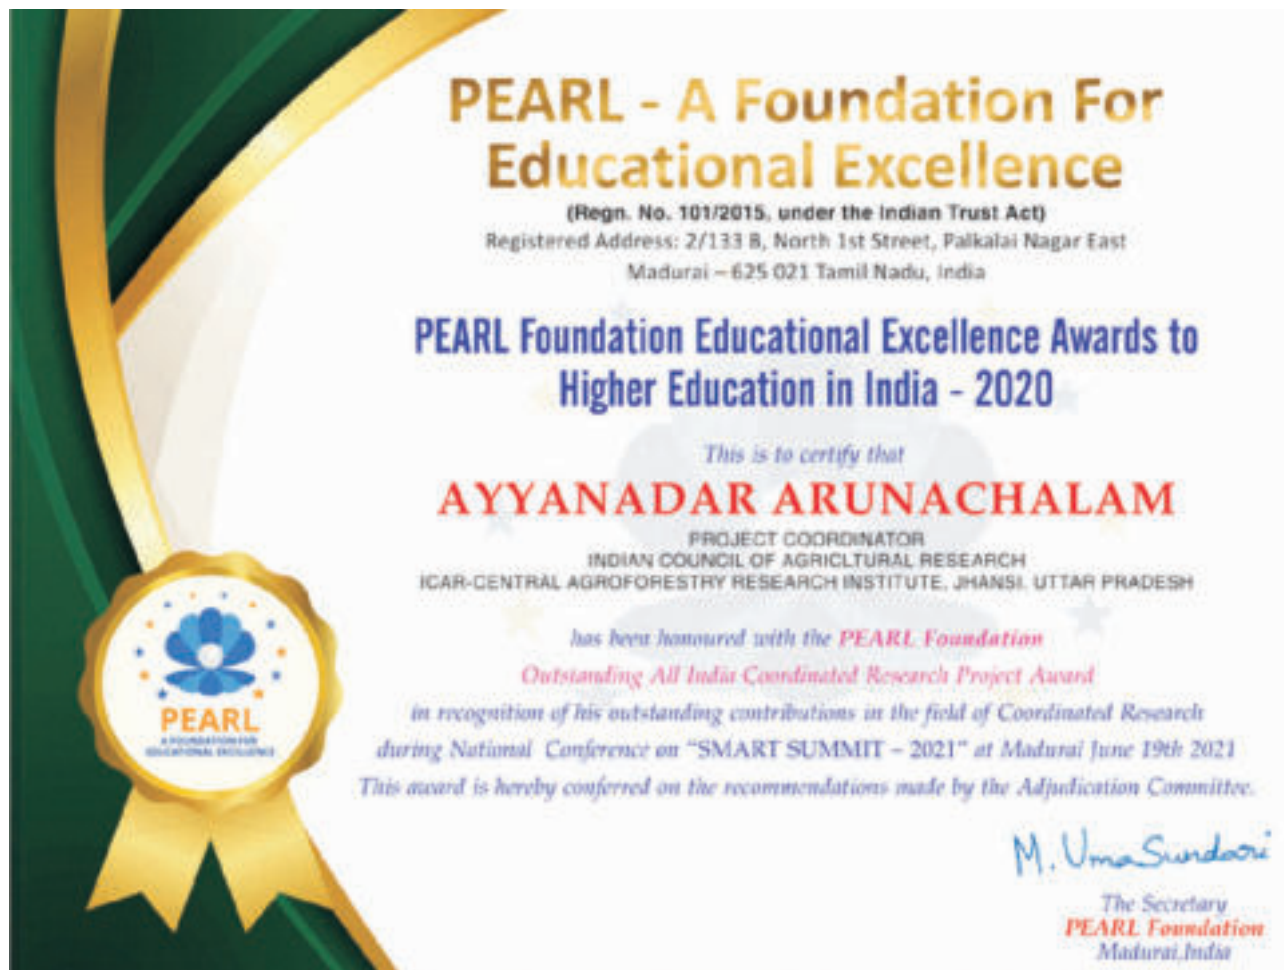 PEARL - A Foundation For
Educational Excellence
(Regn. No. 101/2015, under the Indian Trust Act)
Registered Address: 2/133 B, North 1st Street, Palkalai Nagar East
Madurai – 625 021 Tamil Nadu, India
PEARL Foundation Educational Excellence Awards to
Higher Education in India - 2020
This is to certify that
AYYANADAR ARUNACHALAM
PROJECT COORDINATOR
INDIAN COUNCIL OF AGRICLTURAL RESEARCH
ICAR-CENTRAL AGROFORESTRY RESEARCH INSTITUTE, JHANSI. UTTAR PRADESH
has been honoured with the PEARL Foundation
Outstanding All India Coordinated Research Project Award
in recognition of his outstanding contributions in the field of Coordinated Research
during National Conference on "SMART SUMMIT – 2021" at Madurai June 19th 2021
This award is hereby conferred on the recommendations made by the Adjudication Committee.
PEARL
A FOUNDATION FOR
EDUCATIONAL EXCELLENCE
M. Uma Sundari
The Secretary
PEARL Foundation
Madurai,India